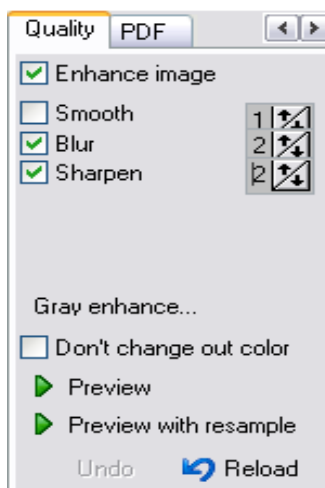 Quality PDF
Enhance image
Smooth 1
Blur 2
Sharpen 2
Gray enhance...
Don't change out color
Preview
Preview with resample
Undo Reload